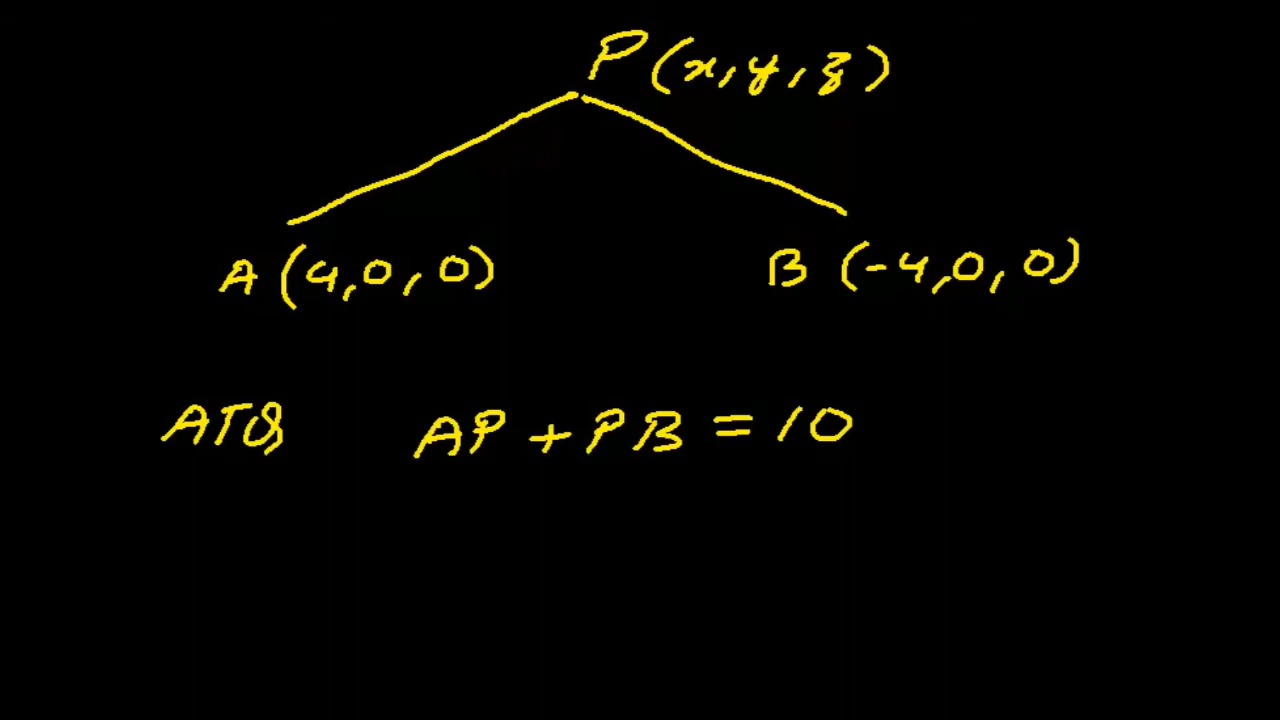 P(x, y, z)
A (4, 0, 0) B (-4, 0, 0)
ATQ AP + PB = 10